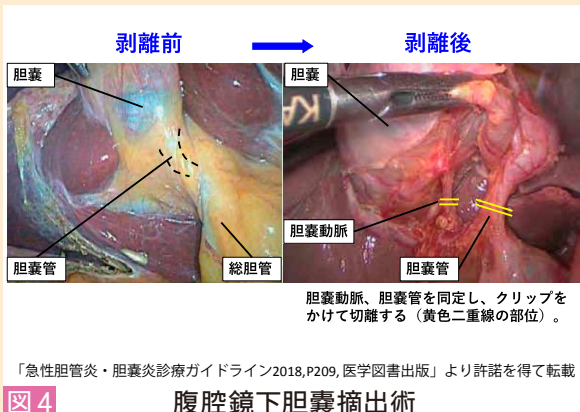 剥離前
剥離後
胆嚢
胆嚢管
総胆管
胆嚢
KA
胆嚢動脈
胆嚢管
胆嚢動脈、胆嚢管を同定し、クリップを
かけて切離する（黄色二重線の部位）。
「急性胆管炎・胆嚢炎診療ガイドライン2018,P209, 医学図書出版」より許諾を得て転載
図4
腹腔鏡下胆嚢摘出術